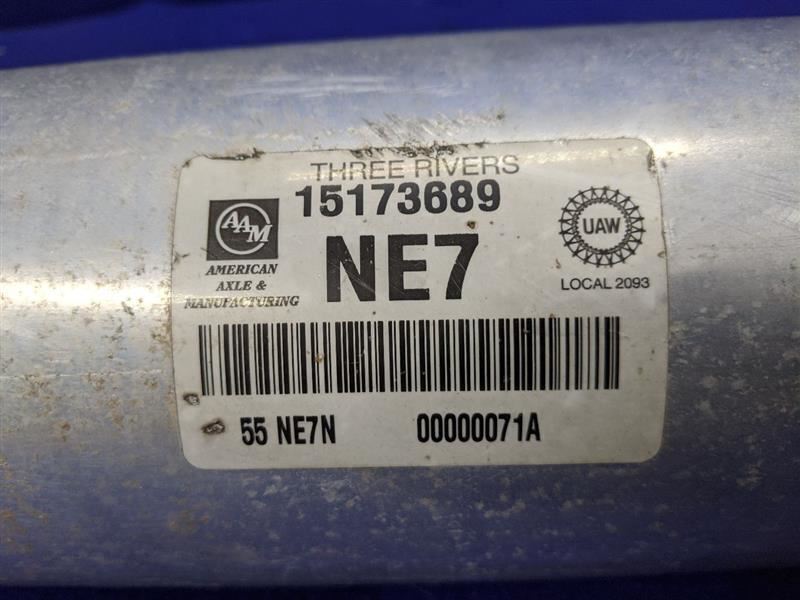 THREE RIVERS
15173689
AAM
NE7
UAW
AMERICAN
AXLE &
MANUFACTURING
LOCAL 2093
55 NE7N 00000071A